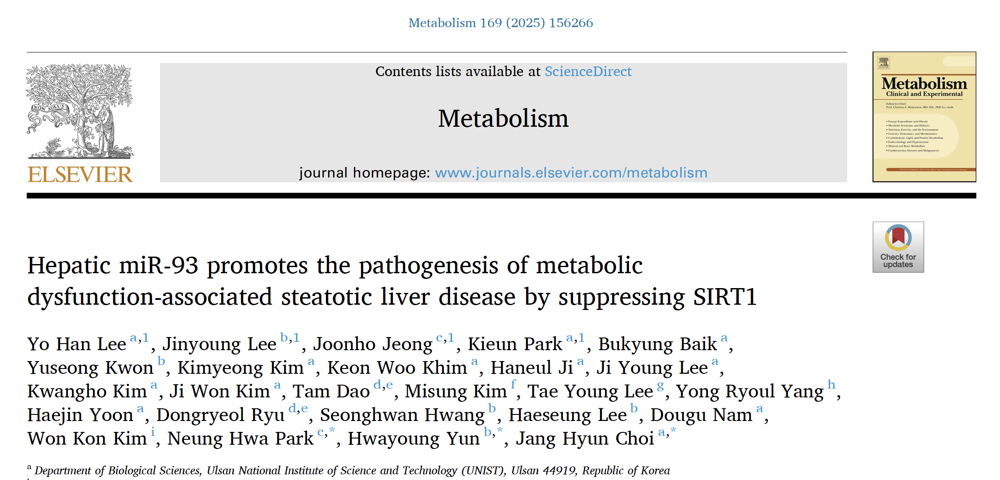 Metabolism 169 (2025) 156266
Contents lists available at ScienceDirect
Metabolism
journal homepage: www.journals.elsevier.com/metabolism
NON SOLUS
ELSEVIER
ELSEVIER
Metabolism
Clinical and Experimental
Editor-in-Chief:
Prof. Christos S. Mantzoros, MD, DSc, PhD h.c. mult.
• Energy Expenditure and Obesity
• Metabolic Syndrome and Diabetes
• Nutrition, Exercise, and the Environment
• Genetics, Proteomics, and Metabolomics
• Carbohydrate, Lipid, and Protein Metabolism
• Endocrinology and Hypertension
• Mineral and Bone Metabolism
• Cardiovascular Diseases and Malignancies
Check for
updates
Hepatic miR-93 promotes the pathogenesis of metabolic
dysfunction-associated steatotic liver disease by suppressing SIRT1
Yo Han Lee a,1, Jinyoung Lee b,1, Joonho Jeong c,1, Kieun Park a,1, Bukyung Baik a,
Yuseong Kwon b, Kimyeong Kim a, Keon Woo Khim a, Haneul Ji a, Ji Young Lee a,
Kwangho Kim a, Ji Won Kim a, Tam Dao d,e, Misung Kim f, Tae Young Lee g, Yong Ryoul Yang h,
Haejin Yoon a, Dongryeol Ryu d,e, Seonghwan Hwang b, Haeseung Lee b, Dougu Nam a,
Won Kon Kim i, Neung Hwa Park c,*, Hwayoung Yun b,*, Jang Hyun Choi a,*
a Department of Biological Sciences, Ulsan National Institute of Science and Technology (UNIST), Ulsan 44919, Republic of Korea